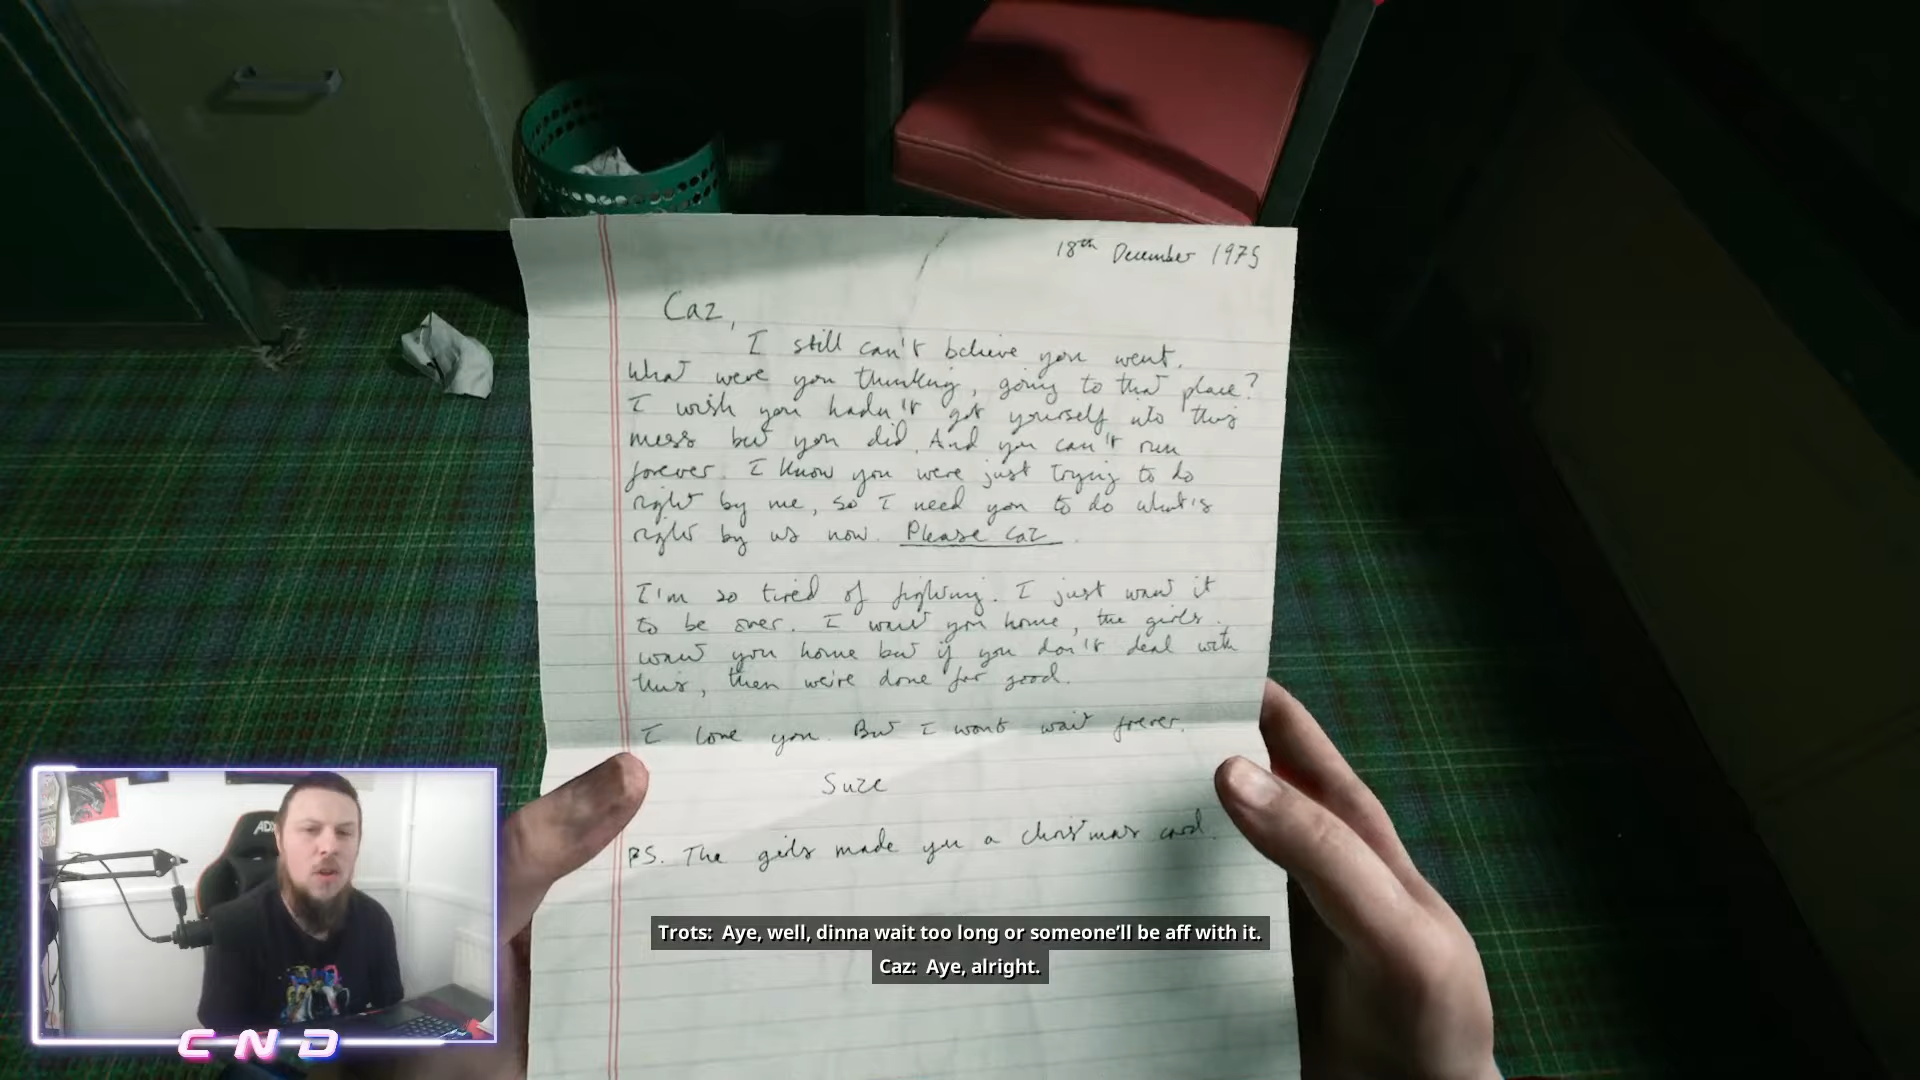 18th December 1975
Caz,
I still can't believe you went.
What were you thinking, going to that place?
I wish you hadn't got yourself into this
mess but you did. And you can't run
forever. I know you were just trying to do
right by me, so I need you to do what's
right by us now. Please Caz.
I'm so tired of fighting. I just want it
to be over. I want you home, the girls
want you home but if you don't deal with
this, then we're done for good.
I love you. But I won't wait forever.
Suze
P.S. The girls made you a christmas card.
Trots: Aye, well, dinna wait too long or someone'll be aff with it.
Caz: Aye, alright.
CND